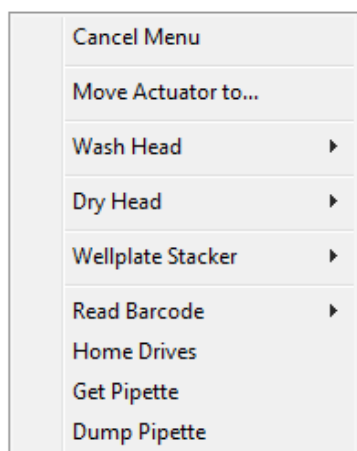 Cancel Menu
Move Actuator to...
Wash Head
Dry Head
Wellplate Stacker
Read Barcode
Home Drives
Get Pipette
Dump Pipette